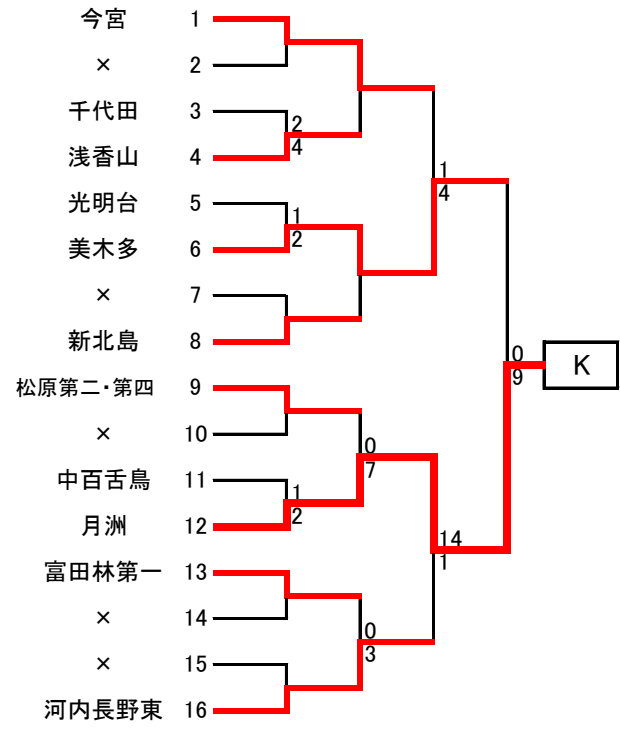 今宮 1
× 2
千代田 3
2
4
浅香山 4
1
4
光明台 5
1
2
美木多 6
× 7
新北島 8
0
9
K
松原第二・第四 9
× 10
0
7
中百舌鳥 11
1
2
月洲 12
14
1
富田林第一 13
× 14
0
3
× 15
河内長野東 16